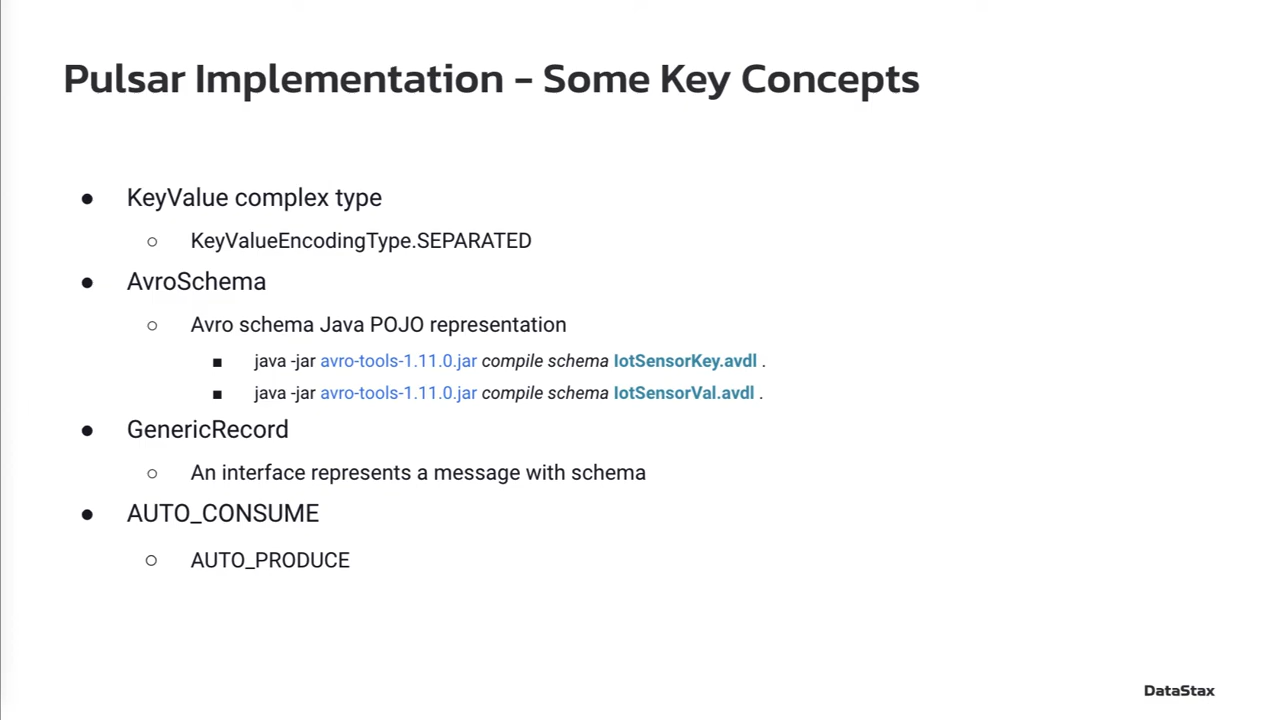 Pulsar Implementation – Some Key Concepts
● KeyValue complex type
○ KeyValueEncodingType.SEPARATED
● AvroSchema
○ Avro schema Java POJO representation
■ java -jar avro-tools-1.11.0.jar compile schema IotSensorKey.avdl .
■ java -jar avro-tools-1.11.0.jar compile schema IotSensorVal.avdl .
● GenericRecord
○ An interface represents a message with schema
● AUTO_CONSUME
○ AUTO_PRODUCE
DataStax